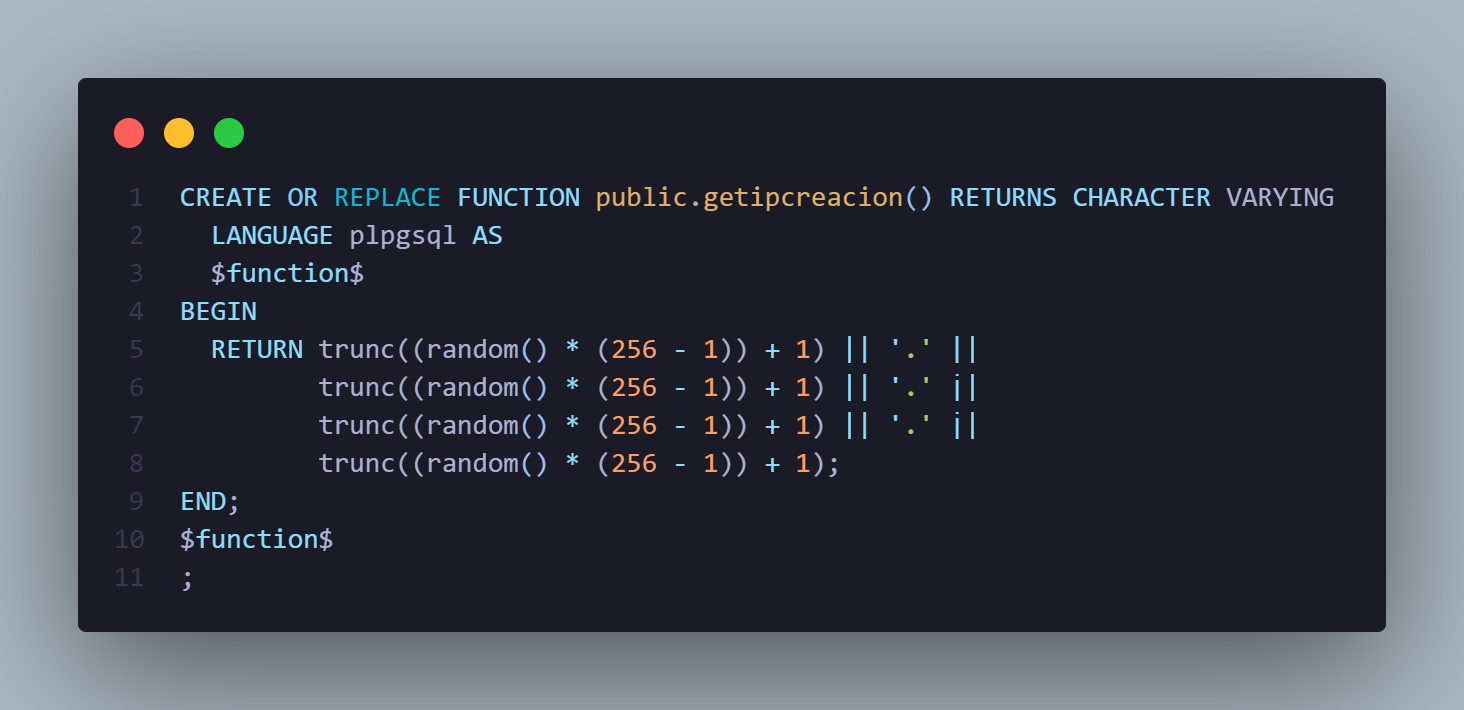 1 CREATE OR REPLACE FUNCTION public.getipcreacion() RETURNS CHARACTER VARYING
2 LANGUAGE plpgsql AS
3 $function$
4 BEGIN
5 RETURN trunc((random() * (256 - 1)) + 1) || '.' ||
6 trunc((random() * (256 - 1)) + 1) || '.' ||
7 trunc((random() * (256 - 1)) + 1) || '.' ||
8 trunc((random() * (256 - 1)) + 1);
9 END;
10 $function$
11 ;